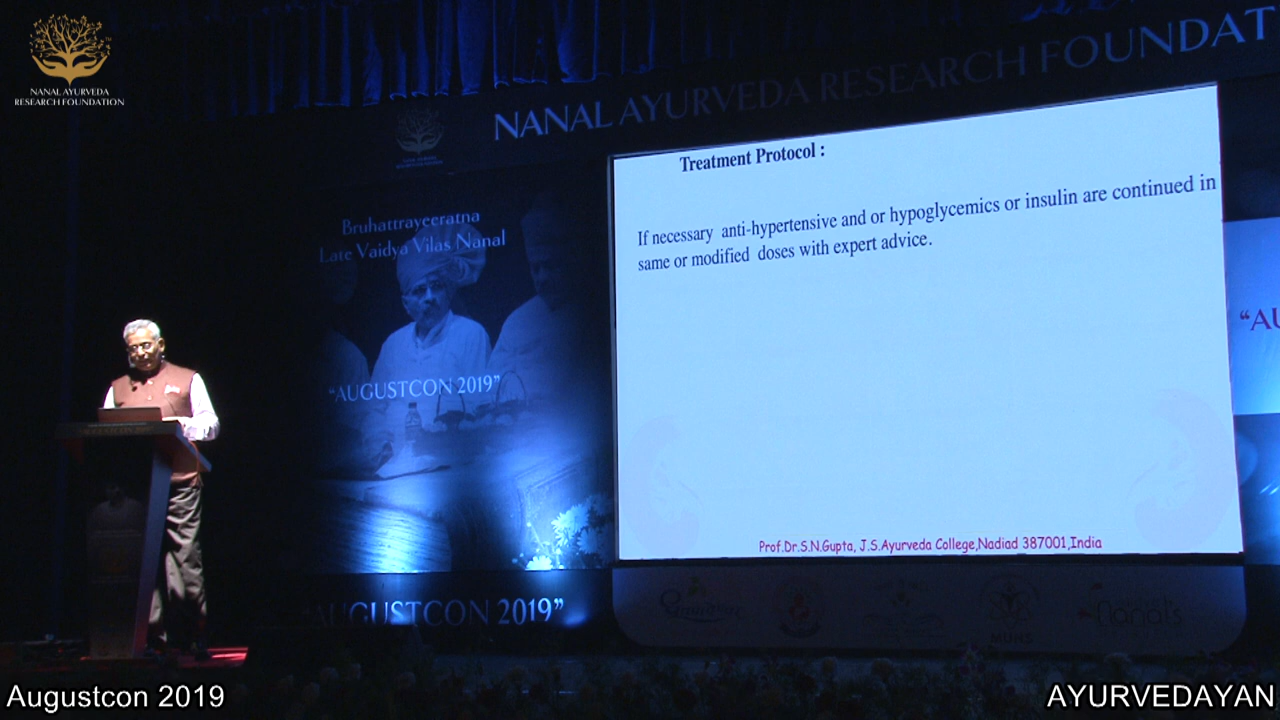 NANAL AYURVEDA
RESEARCH FOUNDATION
NANAL AYURVEDA RESEARCH FOUNDAT
Treatment Protocol :
If necessary anti-hypertensive and or hypoglycemics or insulin are continued in
same or modified doses with expert advice.
Prof.Dr.S.N.Gupta, J.S.Ayurveda College,Nadiad 387001,India
Bruhattrayeeratna
Late Vaidya Vilas Nanal
"AUGUSTCON 2019"
"AU
AUGUSTCON 2019"
Nanal's
Augustcon 2019
AYURVEDAYAN